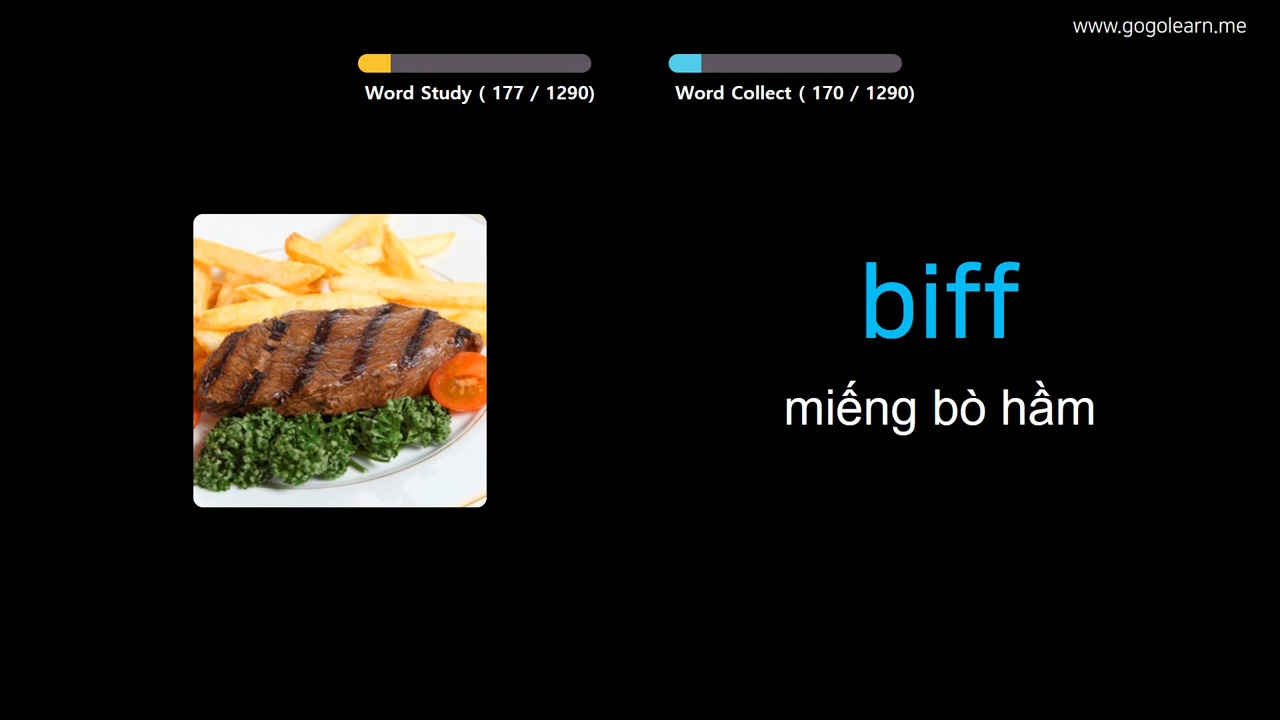 www.gogolearn.me
Word Study ( 177 / 1290)
Word Collect ( 170 / 1290)
biff
miếng bò hầm